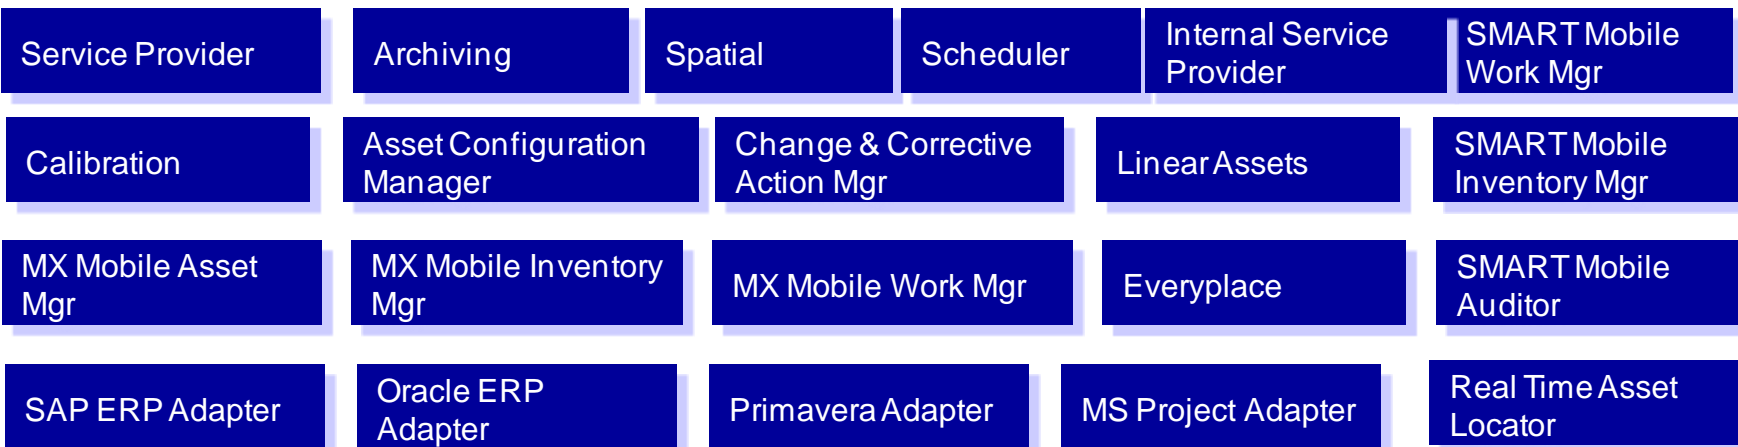 Service Provider
Archiving
Spatial
Scheduler
Internal Service
Provider
SMART Mobile
Work Mgr
Calibration
Asset Configuration
Manager
Change & Corrective
Action Mgr
Linear Assets
SMART Mobile
Inventory Mgr
MX Mobile Asset
Mgr
MX Mobile Inventory
Mgr
MX Mobile Work Mgr
Everyplace
SMART Mobile
Auditor
SAP ERP Adapter
Oracle ERP
Adapter
Primavera Adapter
MS Project Adapter
Real Time Asset
Locator